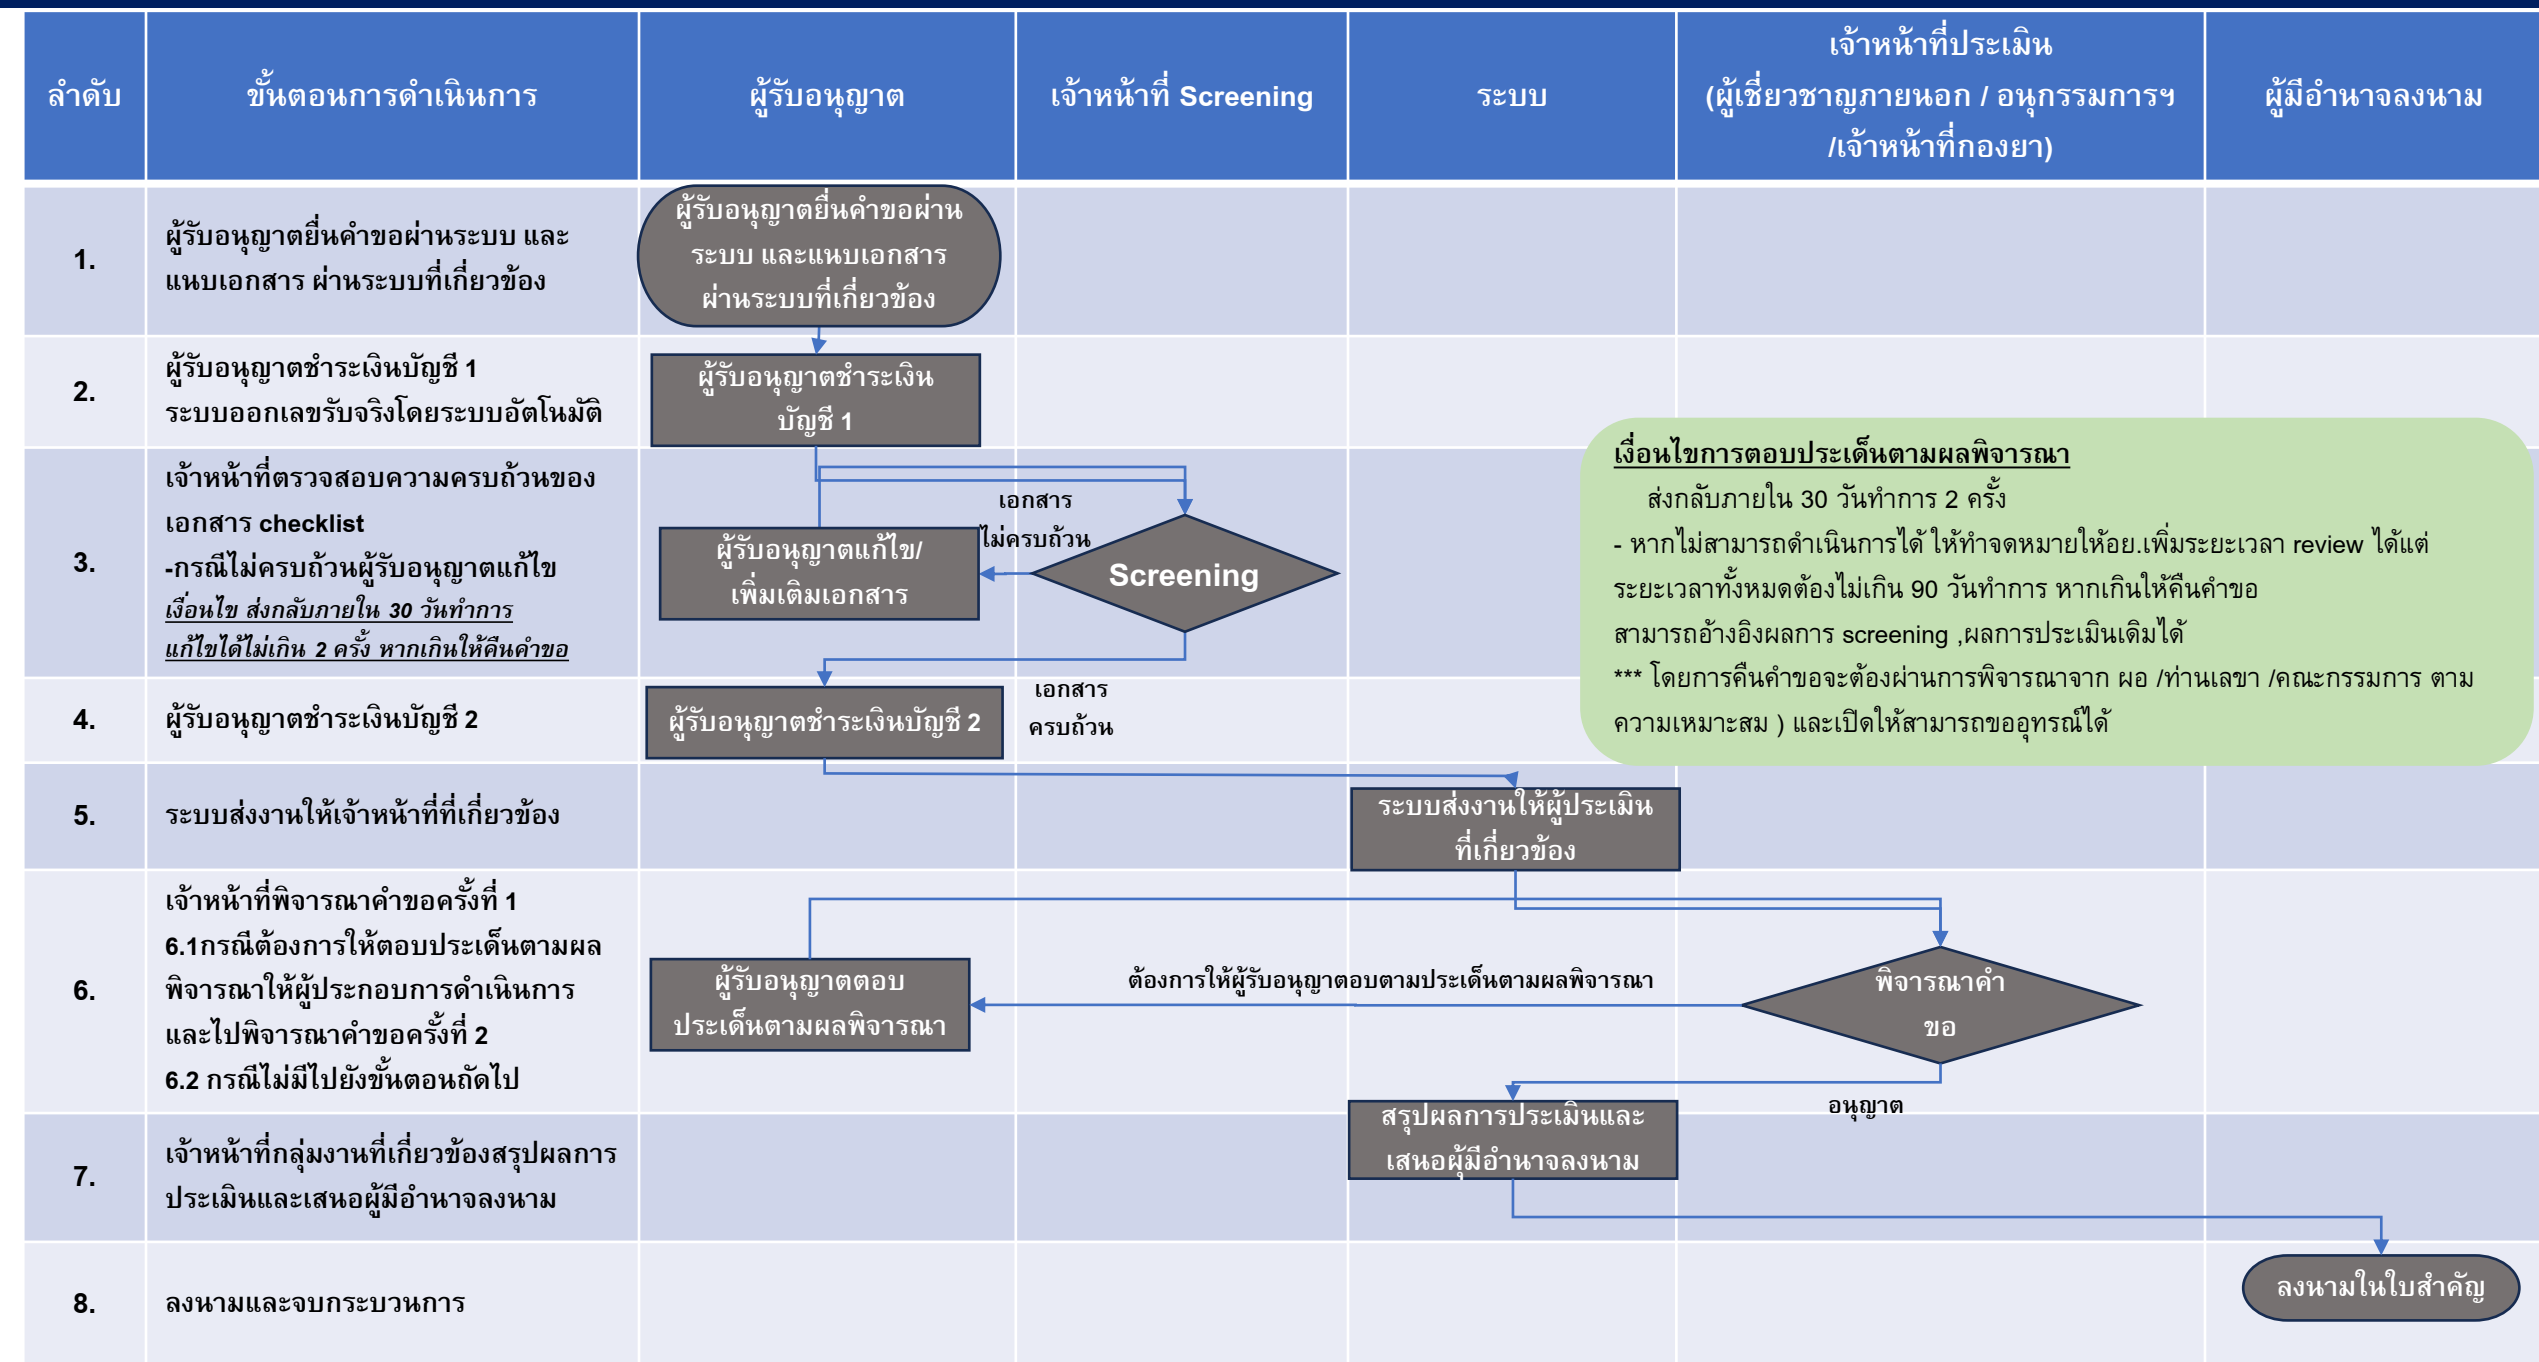 ลำดับ
ขั้นตอนการดำเนินการ
ผู้รับอนุญาต
เจ้าหน้าที่ Screening
ระบบ
เจ้าหน้าที่ประเมิน
(ผู้เชี่ยวชาญภายนอก / อนุกรรมการฯ
/เจ้าหน้าที่กองยา)
ผู้มีอำนาจลงนาม
1.
ผู้รับอนุญาตยื่นคำขอผ่านระบบ และ
แนบเอกสาร ผ่านระบบที่เกี่ยวข้อง
ผู้รับอนุญาตยื่นคำขอผ่าน
ระบบ และแนบเอกสาร
ผ่านระบบที่เกี่ยวข้อง
2.
ผู้รับอนุญาตชำระเงินบัญชี 1
ระบบออกเลขรับจริงโดยระบบอัตโนมัติ
ผู้รับอนุญาตชำระเงิน
บัญชี 1
3.
เจ้าหน้าที่ตรวจสอบความครบถ้วนของ
เอกสาร checklist
-กรณีไม่ครบถ้วนผู้รับอนุญาตแก้ไข
เงื่อนไข ส่งกลับภายใน 30 วันทำการ
แก้ไขได้ไม่เกิน 2 ครั้ง หากเกินให้คืนคำขอ
ผู้รับอนุญาตแก้ไข/
เพิ่มเติมเอกสาร
เอกสาร
ไม่ครบถ้วน
Screening
เงื่อนไขการตอบประเด็นตามผลพิจารณา
ส่งกลับภายใน 30 วันทำการ 2 ครั้ง
- หากไม่สามารถดำเนินการได้ ให้ทำจดหมายให้อย.เพิ่มระยะเวลา review ได้แต่
ระยะเวลาทั้งหมดต้องไม่เกิน 90 วันทำการ หากเกินให้คืนคำขอ
สามารถอ้างอิงผลการ screening ,ผลการประเมินเดิมได้
*** โดยการคืนคำขอจะต้องผ่านการพิจารณาจาก ผอ /ท่านเลขา /คณะกรรมการ ตาม
ความเหมาะสม ) และเปิดให้สามารถขออุทรณ์ได้
4.
ผู้รับอนุญาตชำระเงินบัญชี 2
ผู้รับอนุญาตชำระเงินบัญชี 2
เอกสาร
ครบถ้วน
5.
ระบบส่งงานให้เจ้าหน้าที่ที่เกี่ยวข้อง
ระบบส่งงานให้ผู้ประเมิน
ที่เกี่ยวข้อง
6.
เจ้าหน้าที่พิจารณาคำขอครั้งที่ 1
6.1กรณีต้องการให้ตอบประเด็นตามผล
พิจารณาให้ผู้ประกอบการดำเนินการ
และไปพิจารณาคำขอครั้งที่ 2
6.2 กรณีไม่มีไปยังขั้นตอนถัดไป
ผู้รับอนุญาตตอบ
ประเด็นตามผลพิจารณา
ต้องการให้ผู้รับอนุญาตอบตามประเด็นตามผลพิจารณา
พิจารณาคำ
ขอ
อนุญาต
7.
เจ้าหน้าที่กลุ่มงานที่เกี่ยวข้องสรุปผลการ
ประเมินและเสนอผู้มีอำนาจลงนาม
สรุปผลการประเมินและ
เสนอผุ้มีอำนาจลงนาม
8.
ลงนามและจบกระบวนการ
ลงนามในใบสำคัญ